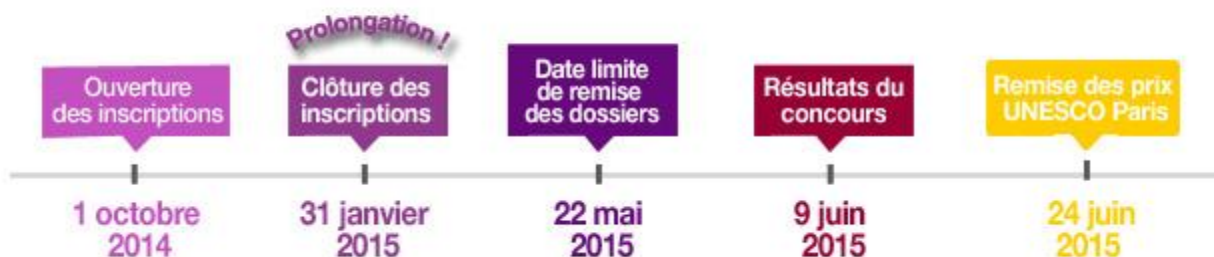 Prolongation !
Ouverture
des inscriptions
Clôture des
inscriptions
Date limite
de remise
des dossiers
Résultats du
concours
Remise des prix
UNESCO Paris
1 octobre
2014
31 janvier
2015
22 mai
2015
9 juin
2015
24 juin
2015